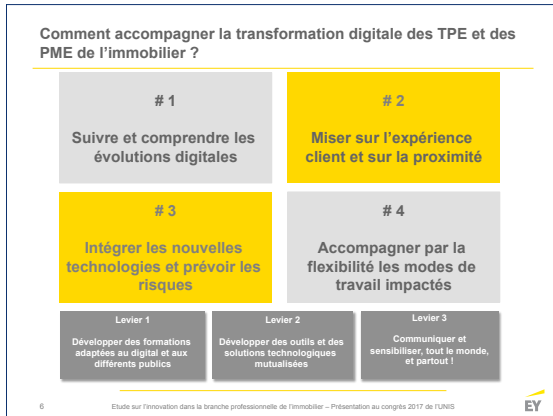 Comment accompagner la transformation digitale des TPE et des
PME de l’immobilier ?
# 1
Suivre et comprendre les
évolutions digitales
# 2
Miser sur l’expérience
client et sur la proximité
# 3
Intégrer les nouvelles
technologies et prévoir les
risques
# 4
Accompagner par la
flexibilité les modes de
travail impactés
Levier 1
Développer des formations
adaptées au digital et aux
différents publics
Levier 2
Développer des outils et des
solutions technologiques
mutualisées
Levier 3
Communiquer et
sensibiliser, tout le monde,
et partout !
6
Etude sur l’innovation dans la branche professionnelle de l’immobilier – Présentation au congrès 2017 de l’UNIS
EY